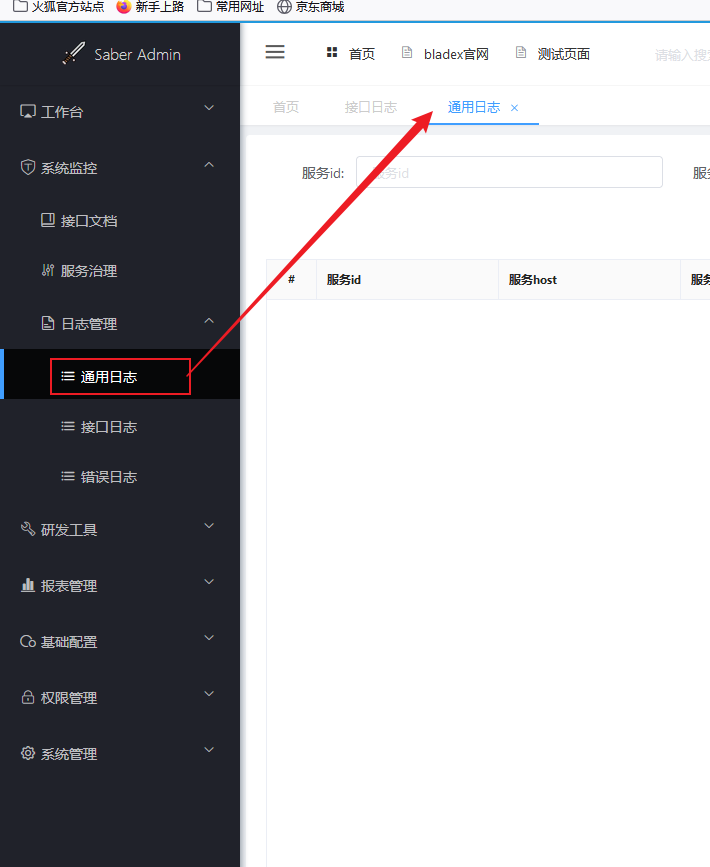 火狐官方站点 新手上路 常用网址 京东商城
Saber Admin
首页 bladex官网 测试页面 请输入搜
工作台
首页 接口日志 通用日志 ×
系统监控
服务id: 服务id 服
接口文档
服务治理
# 服务id 服务host 服
日志管理
通用日志
接口日志
错误日志
研发工具
报表管理
基础配置
权限管理
系统管理